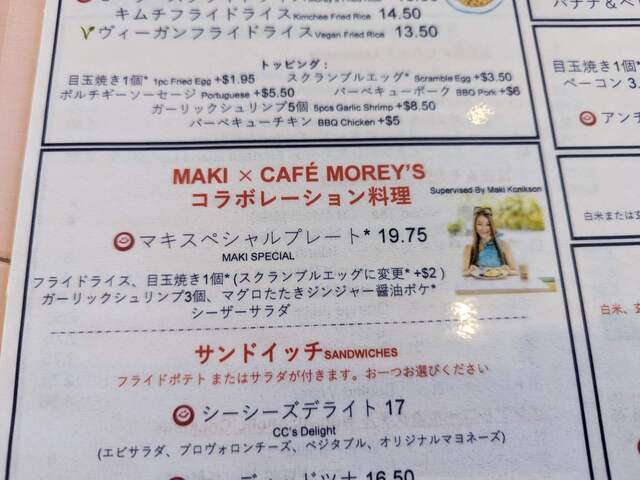 キムチフライドライス Kimchee Fried Rice 14.50
ヴィーガンフライドライス Vegan Fried Rice 13.50
トッピング：
目玉焼き1個* 1pc Fried Egg +$1.95 スクランブルエッグ* Scramble Egg +$3.50
ポルチギーソーセージ Portuguese +$5.50 バーベキューポーク BBQ Pork +$6
ガーリックシュリンプ5個 5pcs Garlic Shrimp +$8.50
バーベキューチキン BBQ Chicken +$5
MAKI × CAFÉ MOREY'S
コラボレーション料理
Supervised By Maki Konikson
マキスペシャルプレート* 19.75
MAKI SPECIAL
フライドライス、目玉焼き1個* (スクランブルエッグに変更* +$2 )
ガーリックシュリンプ3個、マグロたたきジンジャー醤油ポケ*
シーザーサラダ
サンドイッチ SANDWICHES
フライドポテト またはサラダが付きます。お一つお選びください
シーシーズデライト 17
CC's Delight
(エビサラダ、プロヴォロンチーズ、ベジタブル、オリジナルマヨネーズ)
16.50
目玉焼き1個*
ベーコン 3.
アンチ
白米または玄
白米、玄